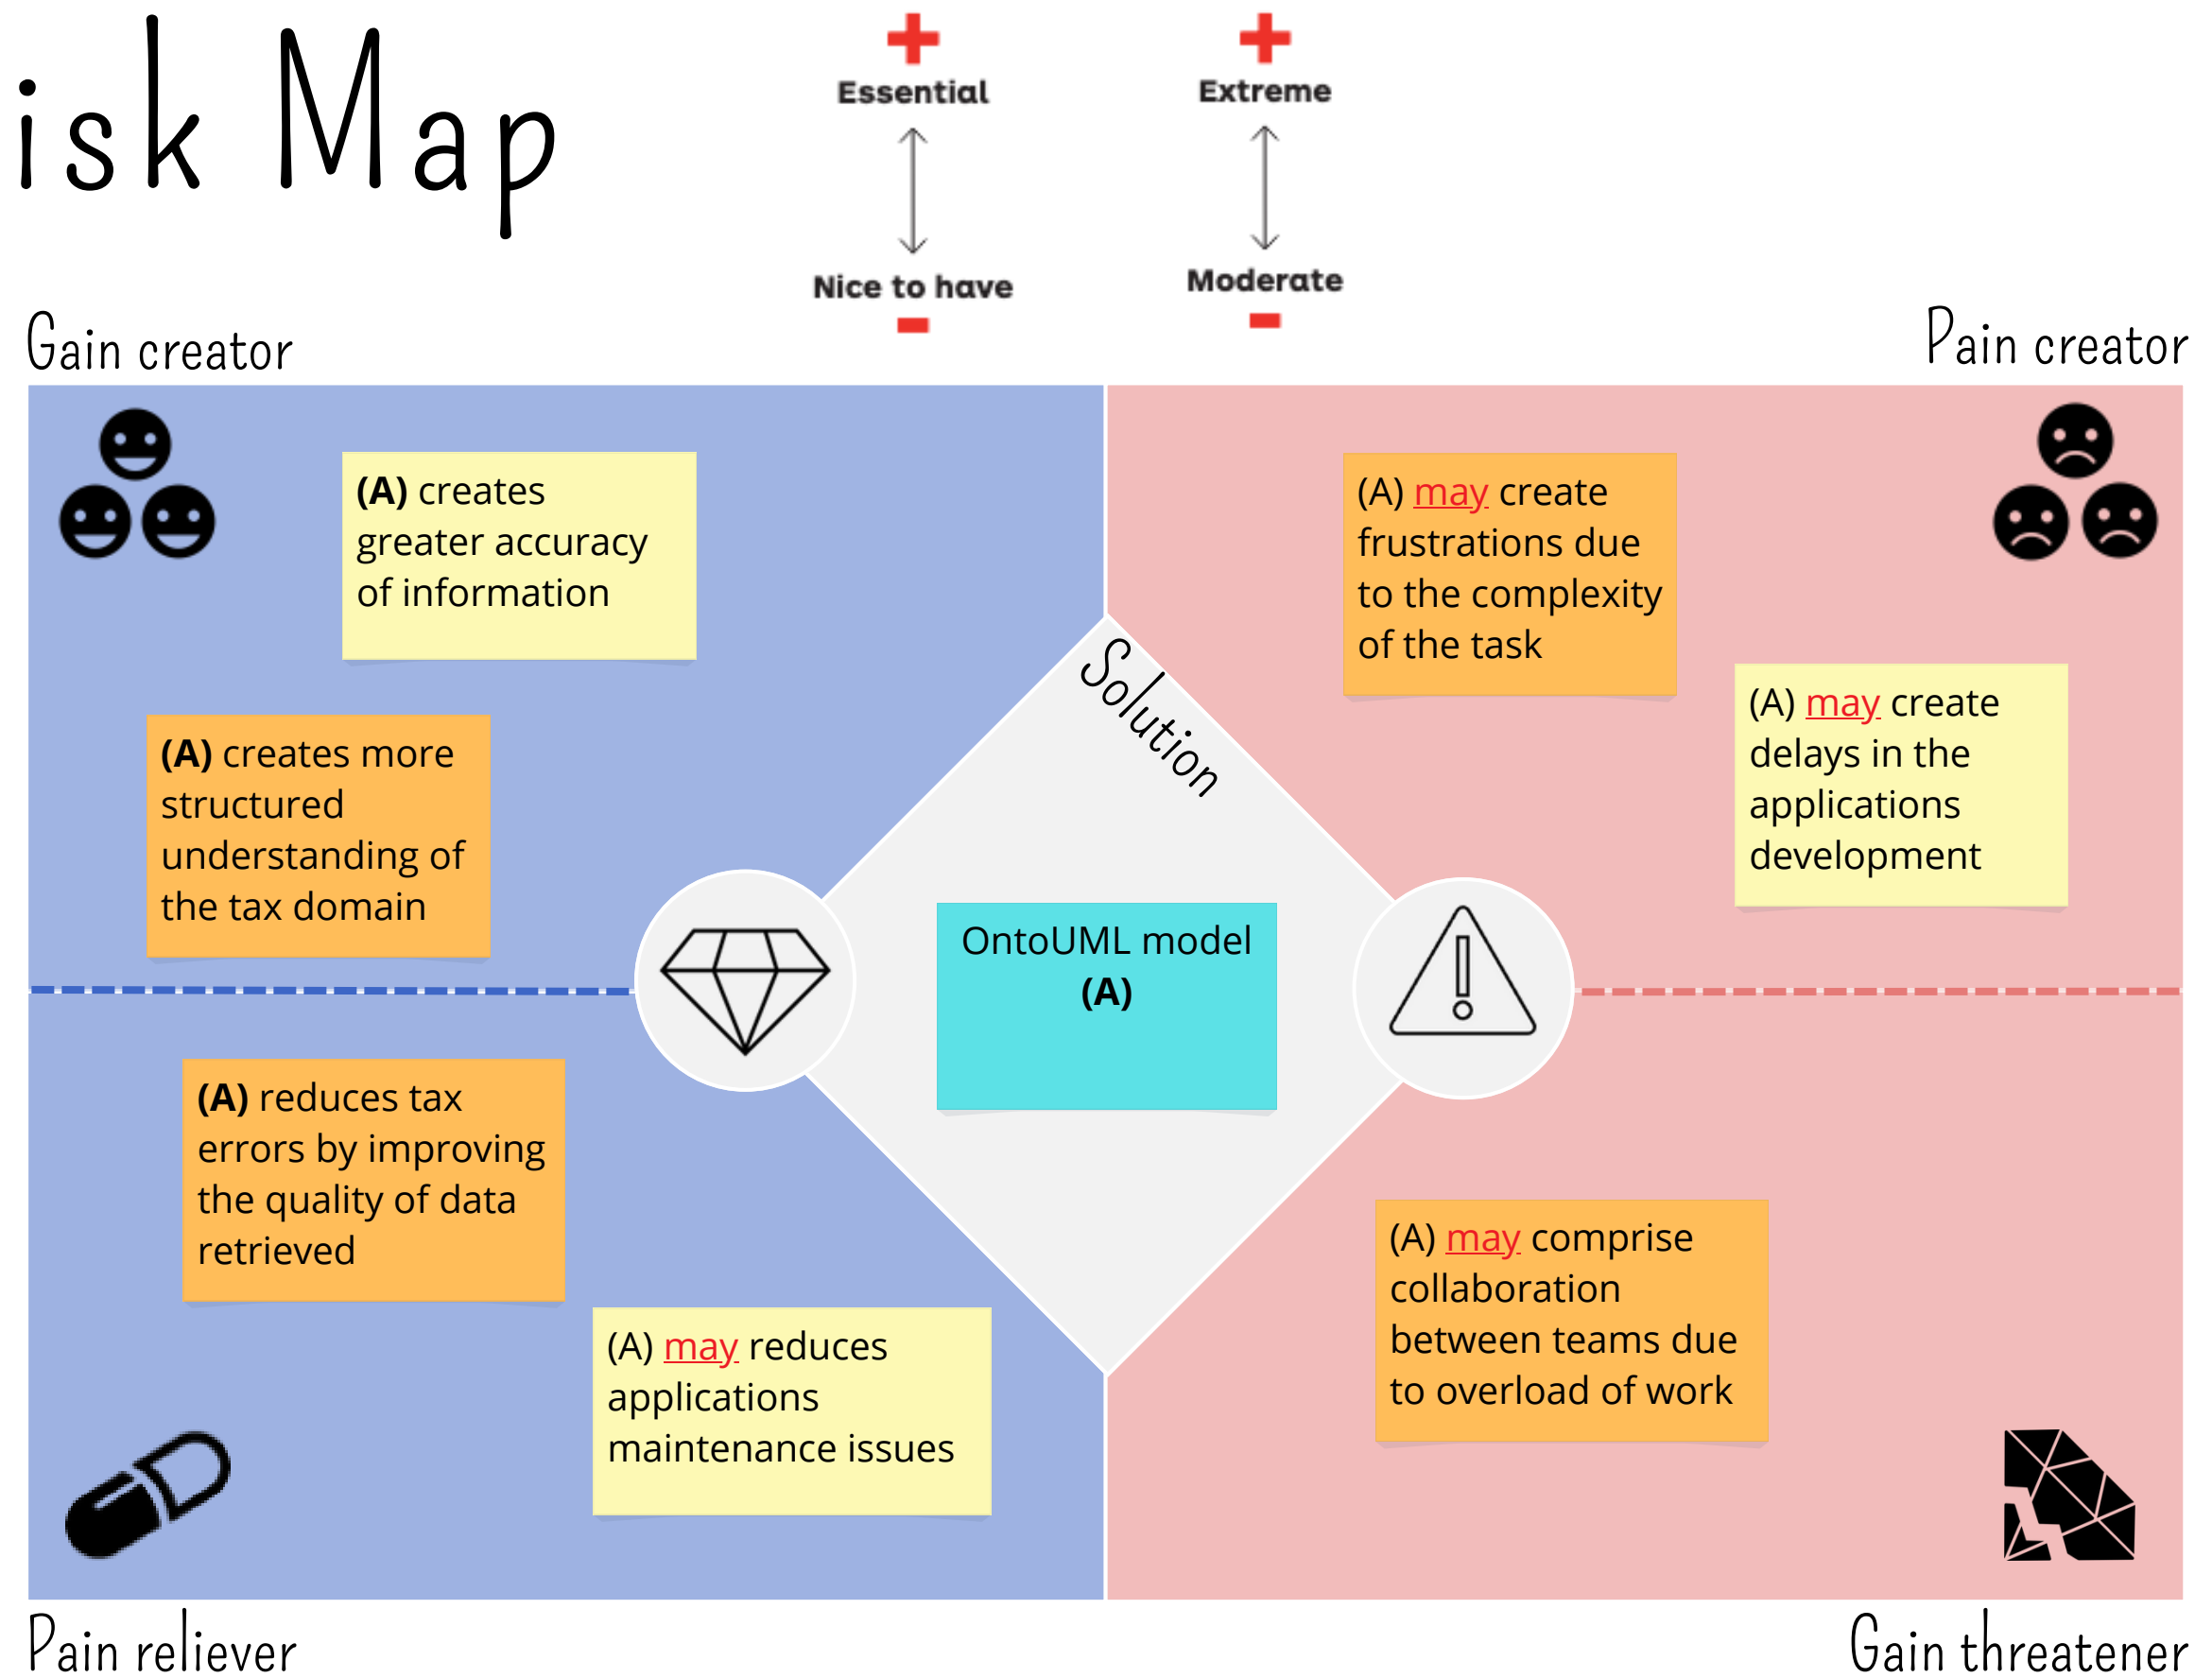 isk Map
Essential
Nice to have
Extreme
Moderate
Gain creator
Pain creator
(A) creates
greater accuracy
of information
(A) creates more
structured
understanding of
the tax domain
(A) may create
frustrations due
to the complexity
of the task
(A) may create
delays in the
applications
development
Solution
OntoUML model
(A)
(A) reduces tax
errors by improving
the quality of data
retrieved
(A) may reduces
applications
maintenance issues
(A) may comprise
collaboration
between teams due
to overload of work
Pain reliever
Gain threatener